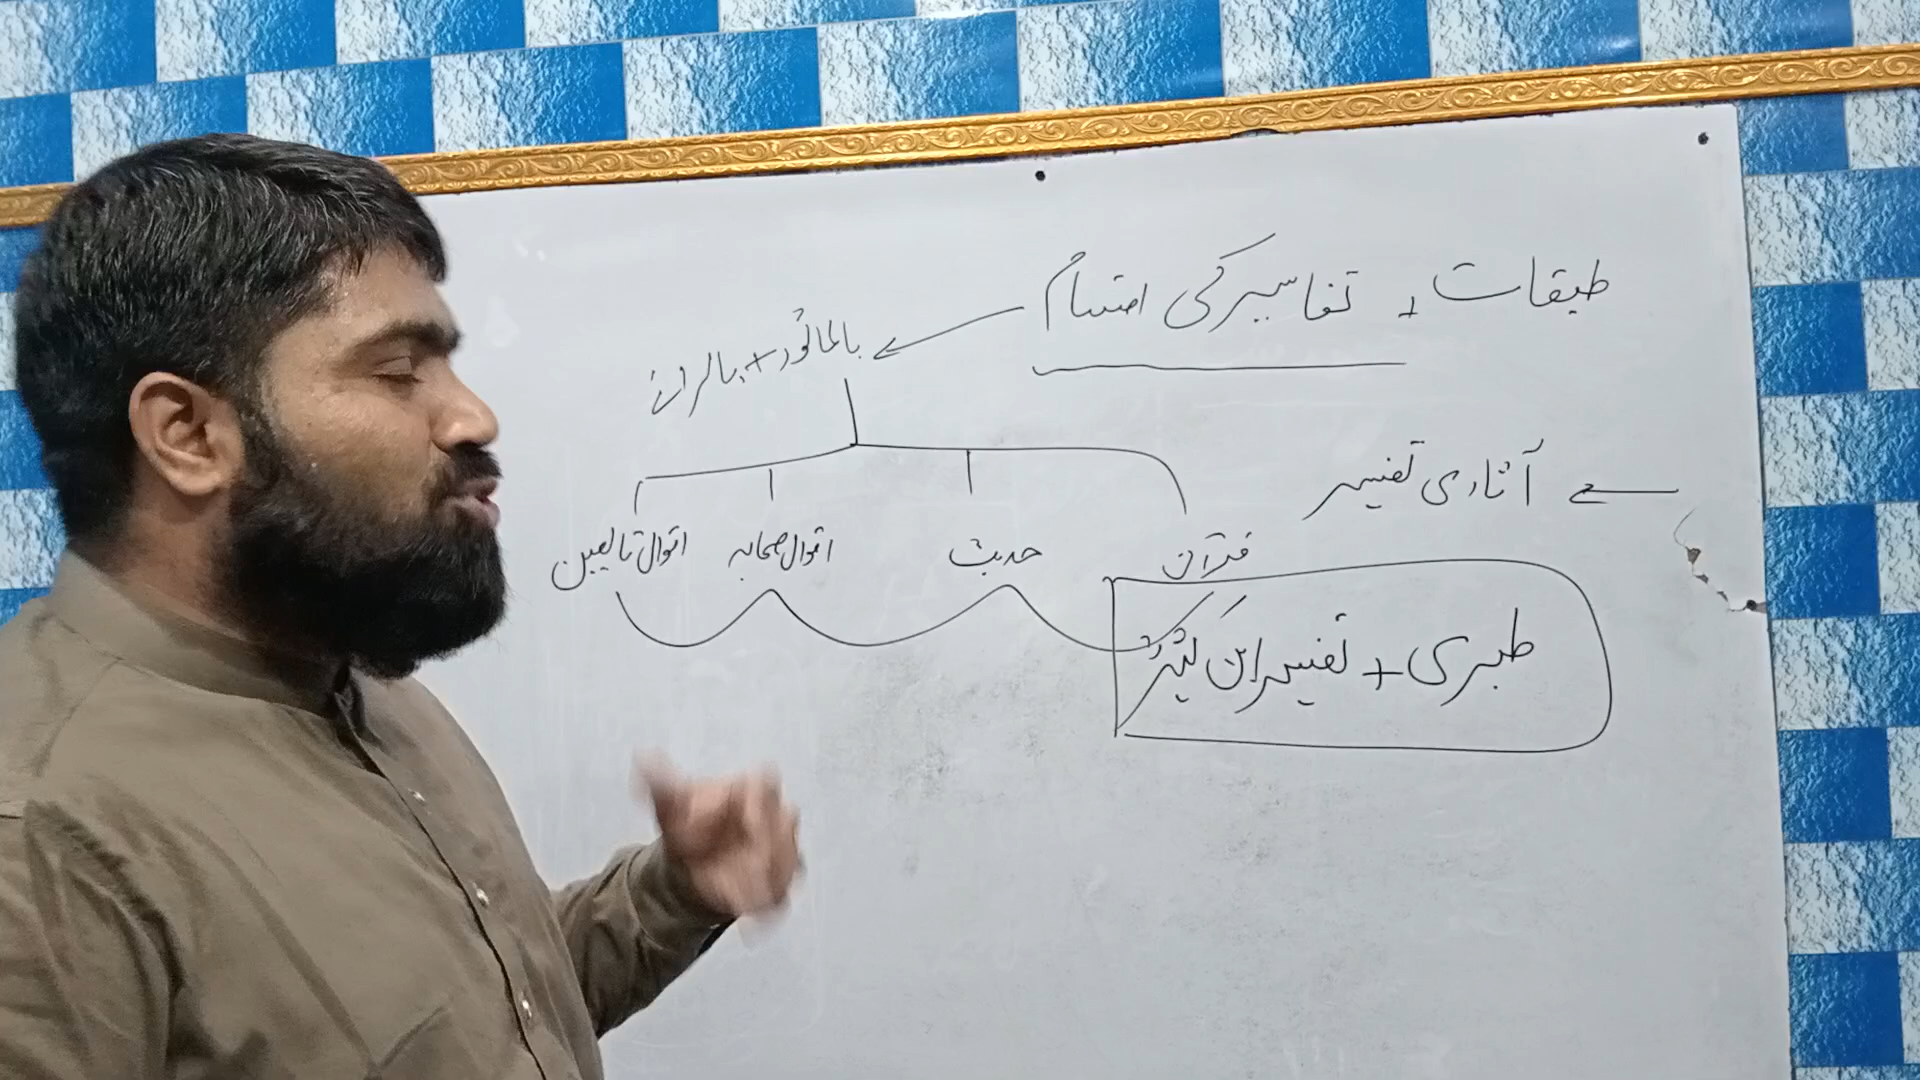 طبقات + تفاسیر کی اقسام
بالماثور + بالرائے
آثاری تفسیر
قرآن حدیث اقوال صحابہ اقوال تابعین
طبری + تفسیر ابن کثیر